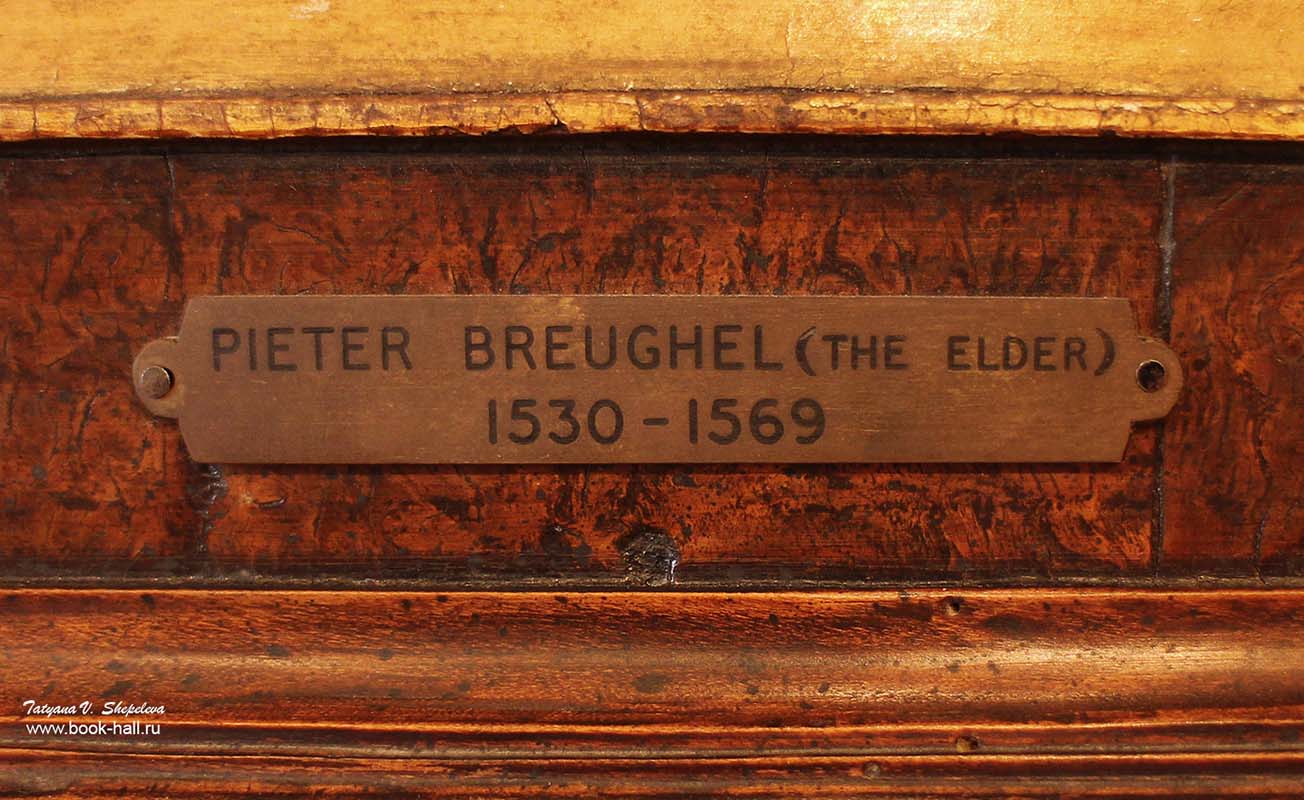 PIETER BREUGHEL (THE ELDER)
1530 - 1569
Tatyana V. Shepeleva
www.book-hall.ru